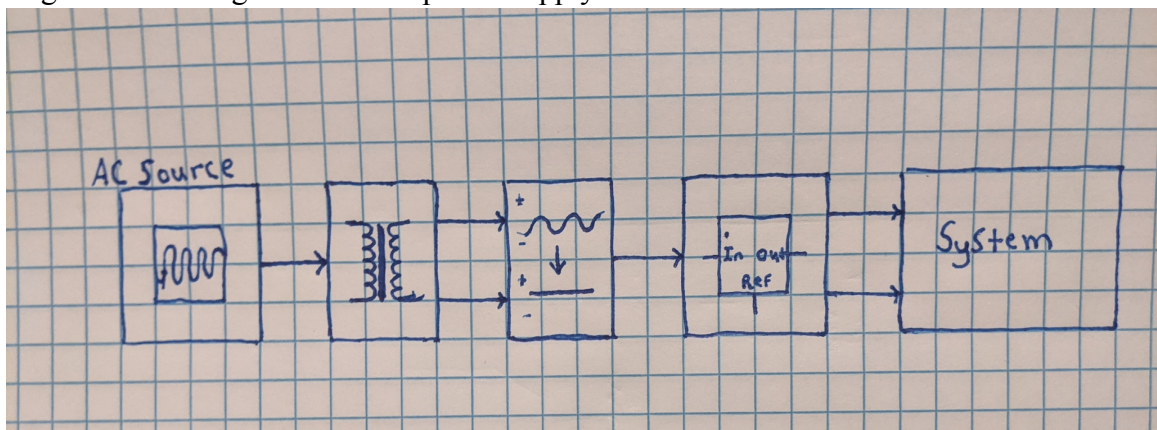 AC Source
+
-
+
-
In out
Ref
System